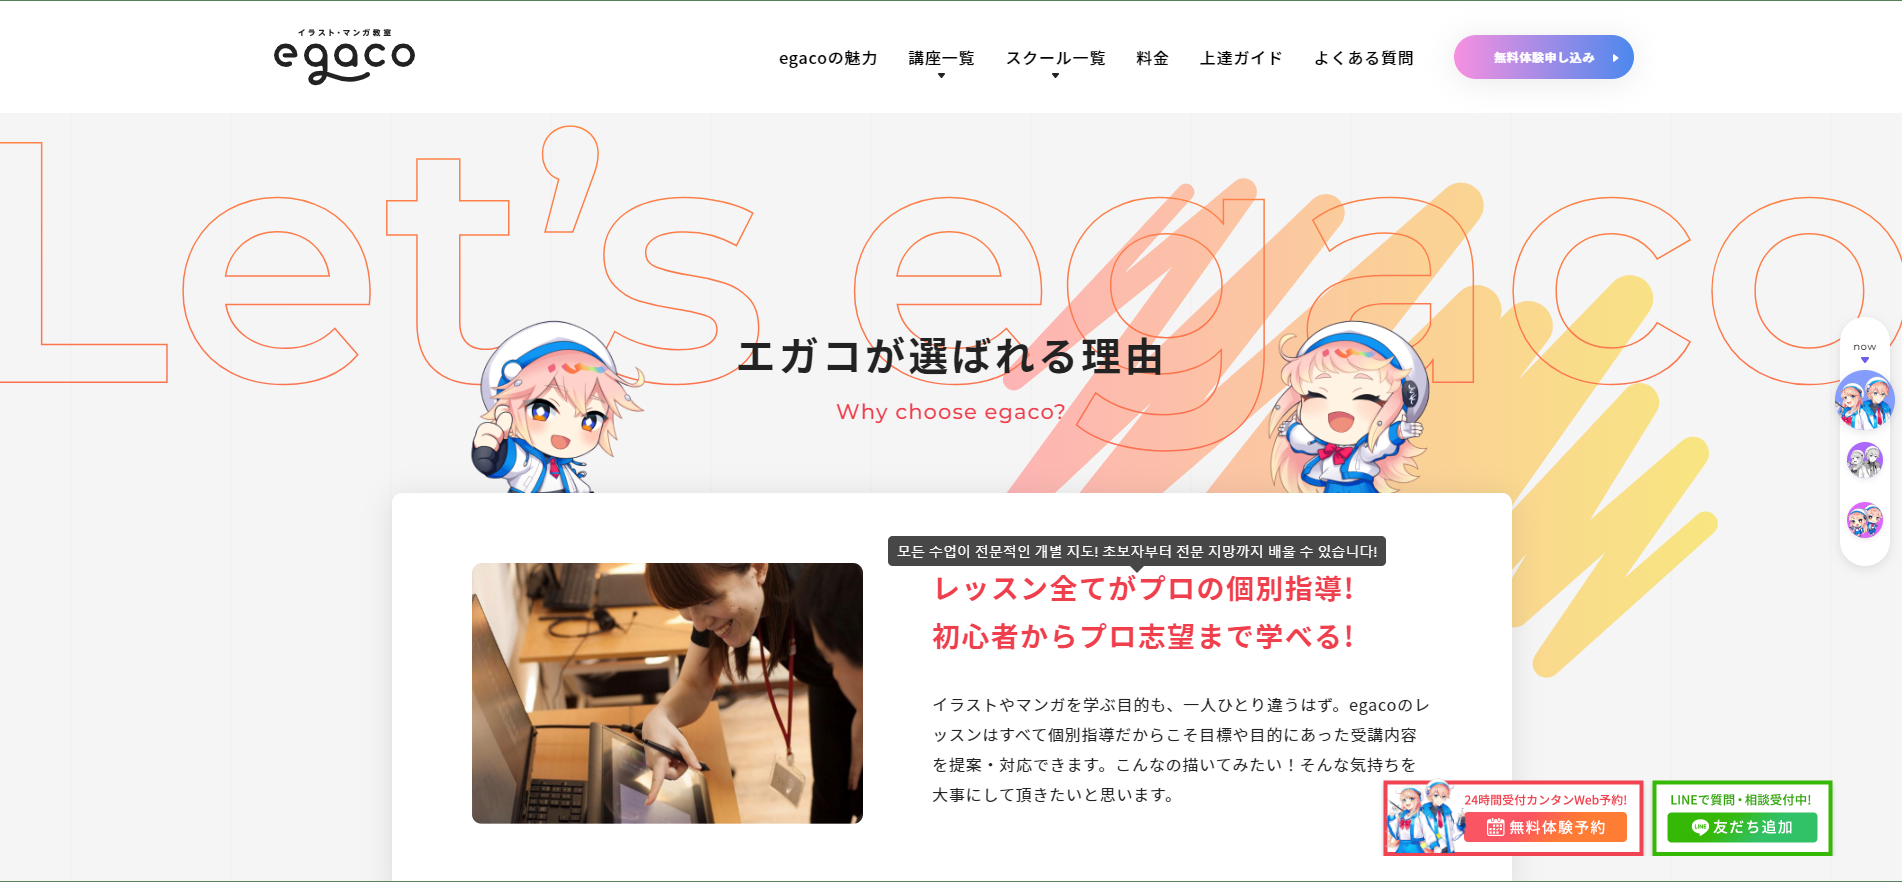 イラスト・マンガ教室
egaco
egacoの魅力
講座一覧
スクール一覧
料金
上達ガイド
よくある質問
無料体験申し込み
Let's egaco
エガコが選ばれる理由
Why choose egaco?
now
모든 수업이 전문적인 개별 지도! 초보자부터 전문 지망까지 배울 수 있습니다!
レッスン全てがプロの個別指導!
初心者からプロ志望まで学べる!
イラストやマンガを学ぶ目的も、一人ひとり違うはず。egacoのレ
ッスンはすべて個別指導だからこそ目標や目的にあった受講内容
を提案・対応できます。こんなの描いてみたい！そんな気持ちを
大事にして頂きたいと思います。
24時間受付カンタンWeb予約!
無料体験予約
LINEで質問・相談受付中!
LINE
友だち追加